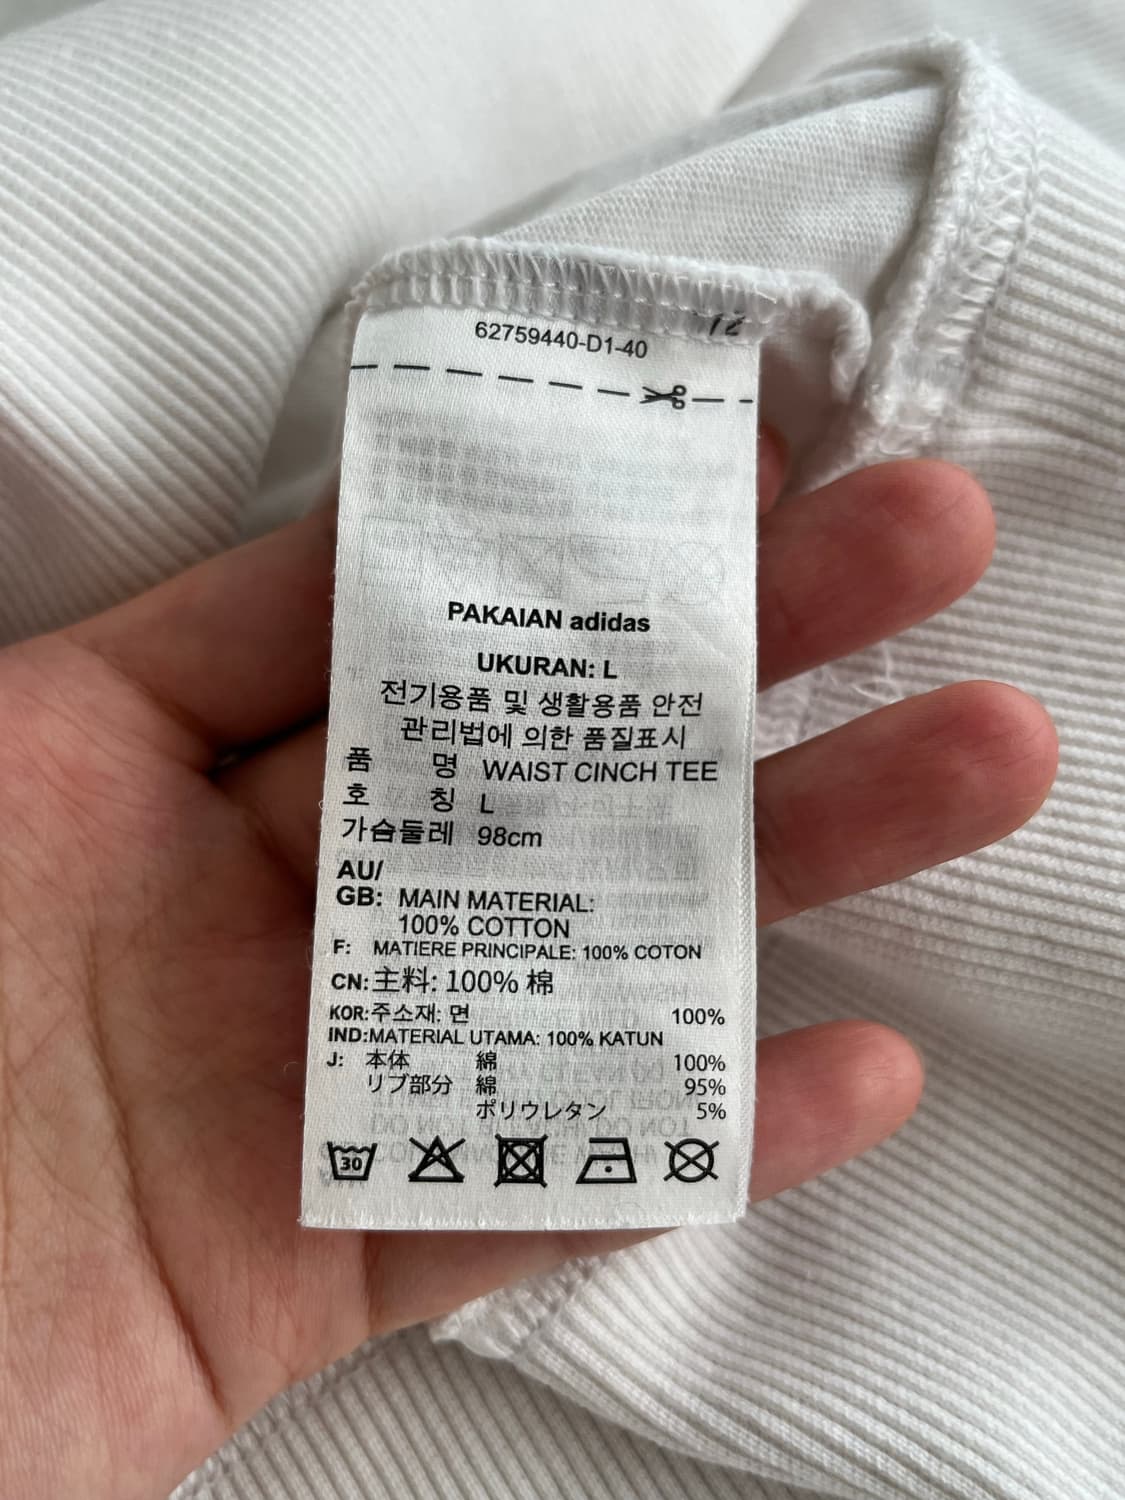 62759440-D1-40
PAKAIAN adidas
UKURAN: L
전기용품 및 생활용품 안전
관리법에 의한 품질표시
품 명 WAIST CINCH TEE
호 칭 L
가슴둘레 98cm
AU/
GB: MAIN MATERIAL:
100% COTTON
F: MATIERE PRINCIPALE: 100% COTON
CN: 主料: 100% 棉
KOR: 주소재: 면 100%
IND: MATERIAL UTAMA: 100% KATUN
J: 本体 綿 100%
リブ部分 綿 95%
ポリウレタン 5%
30